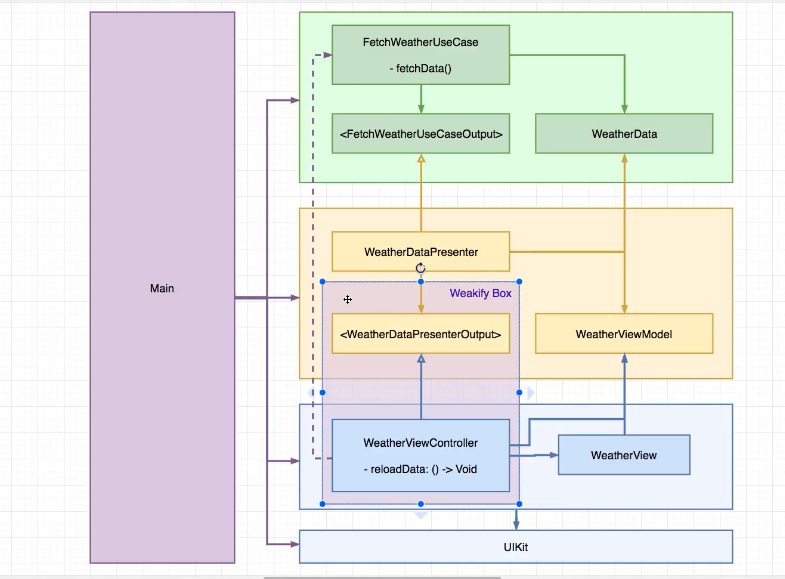 FetchWeatherUseCase
- fetchData()
<FetchWeatherUseCaseOutput>
WeatherData
WeatherDataPresenter
Main
Weakify Box
<WeatherDataPresenterOutput>
WeatherViewModel
WeatherViewController
- reloadData: () -> Void
WeatherView
UIKit